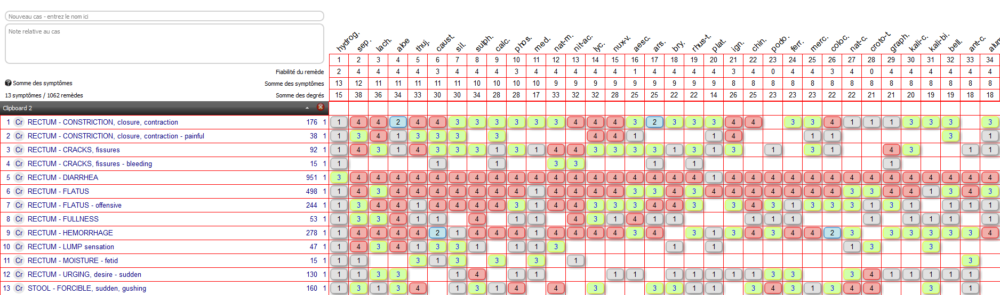 Nouveau cas - entrez le nom ici
Note relative au cas
hydrog. sep. lach. aloe thuj. caust. sil. sulph. calc. phos. med. nat-m. nit-ac. lyc. nux-v. aesc. ars. bry. rhus-t. plat. ign. chin. podo. ferr. merc. coloc. nat-c. croto-t. graph. kali-c. kali-bi. bell. ant-c. alum
1 2 3 4 5 6 7 8 9 10 11 12 13 14 15 16 17 18 19 20 21 22 23 24 25 26 27 28 29 30 31 32 33 34
Fiabilité du remède 2 4 4 4 4 3 4 4 4 3 4 4 4 4 4 1 4 4 4 4 3 4 0 4 4 3 4 0 4 4 4 4 4 4
Somme des symptômes Somme des symptômes 13 12 11 11 11 11 11 10 10 10 10 9 9 9 9 9 9 9 9 9 8 8 8 8 8 8 8 8 8 8 8 8 8 8
13 symptômes / 1062 remèdes Somme des degrés 15 38 36 34 33 30 30 34 28 28 17 33 32 32 28 25 25 22 22 14 26 25 23 23 23 22 22 21 21 20 19 19 18 18
Clipboard 2
1 Cr RECTUM - CONSTRICTION, closure, contraction 176 1 1 4 4 2 4 4 3 3 3 3 3 3 4 4 4 3 2 3 3 3 4 4 3 3 4 1 1 1 3 3 3 3
2 Cr RECTUM - CONSTRICTION, closure, contraction - painful 38 1 1 3 4 1 3 3 3 3 4 4 1 1 4 1 1 3 1
3 Cr RECTUM - CRACKS, fissures 92 1 1 4 3 1 4 3 3 3 1 3 1 4 4 3 3 3 3 1 3 1 3 1 3 1 4 3 1 1
4 Cr RECTUM - CRACKS, fissures - bleeding 15 1 1 1 1 3 3 1 1 1
5 Cr RECTUM - DIARRHEA 951 1 3 4 4 4 4 4 4 4 4 4 4 4 4 4 4 4 4 4 4 1 4 4 4 4 4 4 4 4 4 4 4 4 4 4
6 Cr RECTUM - FLATUS 498 1 1 4 3 4 4 4 4 4 4 4 1 4 4 4 4 3 3 4 3 4 4 4 4 4 4 4 3 3 4 4 1 3 4 3
7 Cr RECTUM - FLATUS - offensive 244 1 1 3 4 4 1 4 4 4 4 3 1 4 4 3 3 3 4 4 3 3 4 3 1 3 3 3 1 3 1 1 1 1
8 Cr RECTUM - FULLNESS 53 1 1 3 3 4 1 1 4 1 1 4 3 1 4 1 1 1 1 1 1 1 1 1 1
9 Cr RECTUM - HEMORRHAGE 278 1 1 4 4 4 4 2 1 4 4 4 1 4 4 4 4 3 4 3 1 3 4 3 4 4 2 3 3 3 3 3 3 4
10 Cr RECTUM - LUMP sensation 47 1 1 4 3 4 1 3 3 1 1 1 3 1 1 1 3 3
11 Cr RECTUM - MOISTURE - fetid 15 1 1 1 3 1 3 3 3 1 3
12 Cr RECTUM - URGING, desire - sudden 130 1 1 1 3 3 1 4 1 1 1 1 1 1 1 1 1 3 3 3 4 1 1 1 1 1
13 Cr STOOL - FORCIBLE, sudden, gushing 160 1 1 3 1 3 4 1 3 1 4 4 3 3 3 1 1 3 4 3 1 3 4 4 3 1